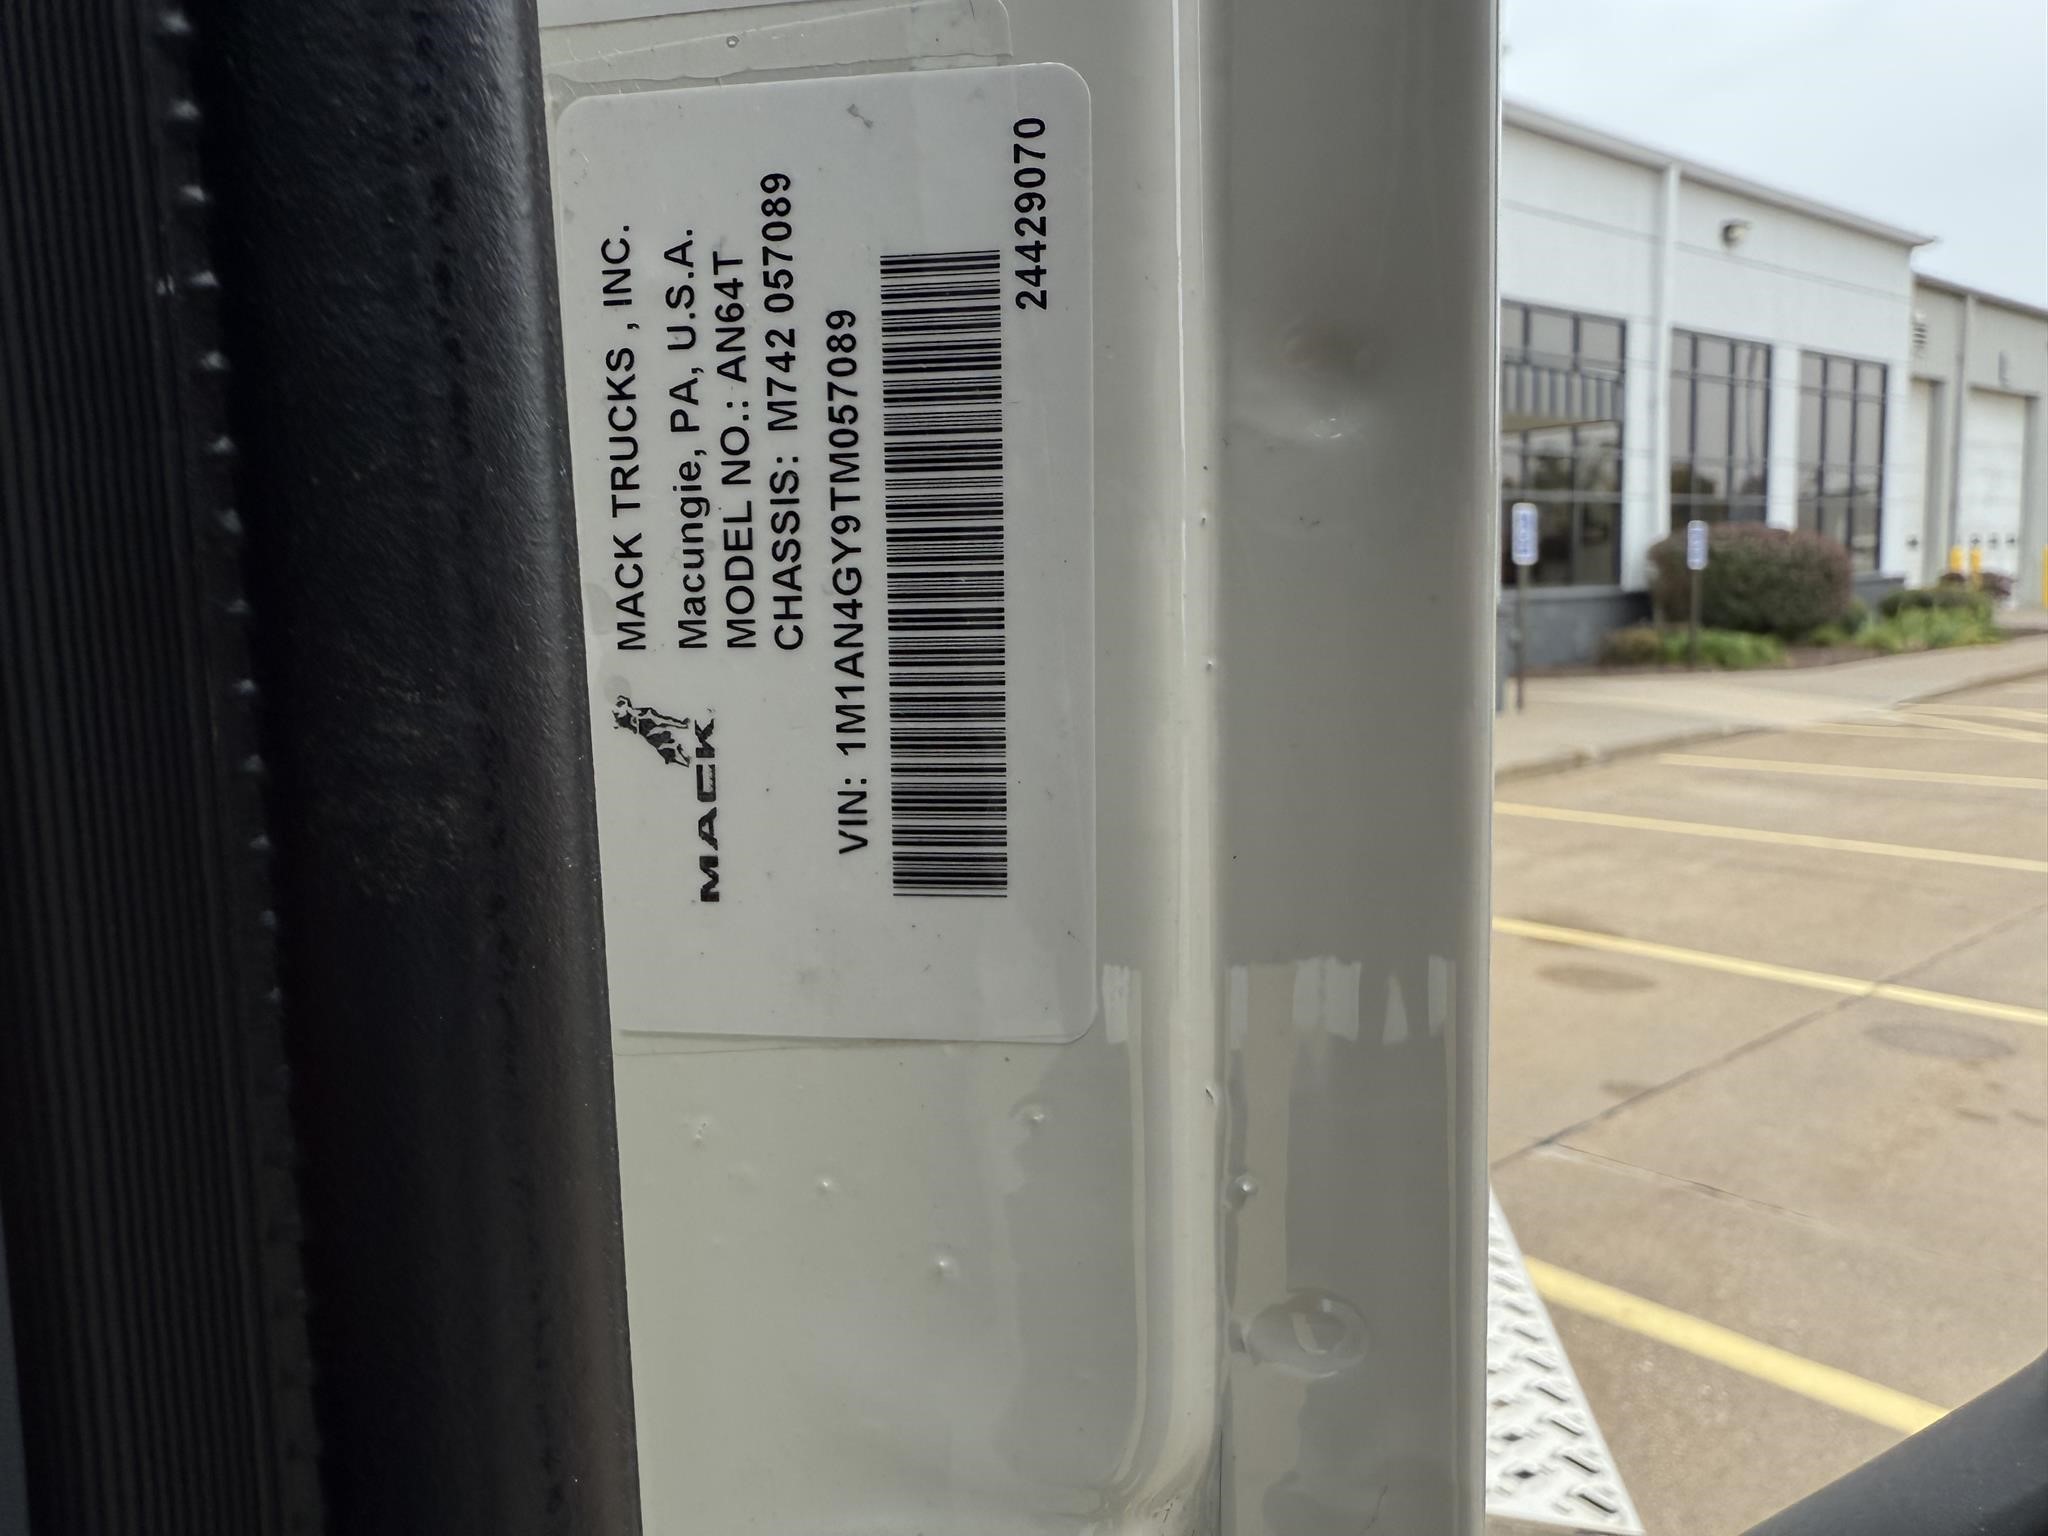 MACK TRUCKS , INC.
Macungie, PA, U.S.A.
MODEL NO.: AN64T
CHASSIS: M742 057089
MACK
VIN: 1M1AN4GY9TM057089
24429070